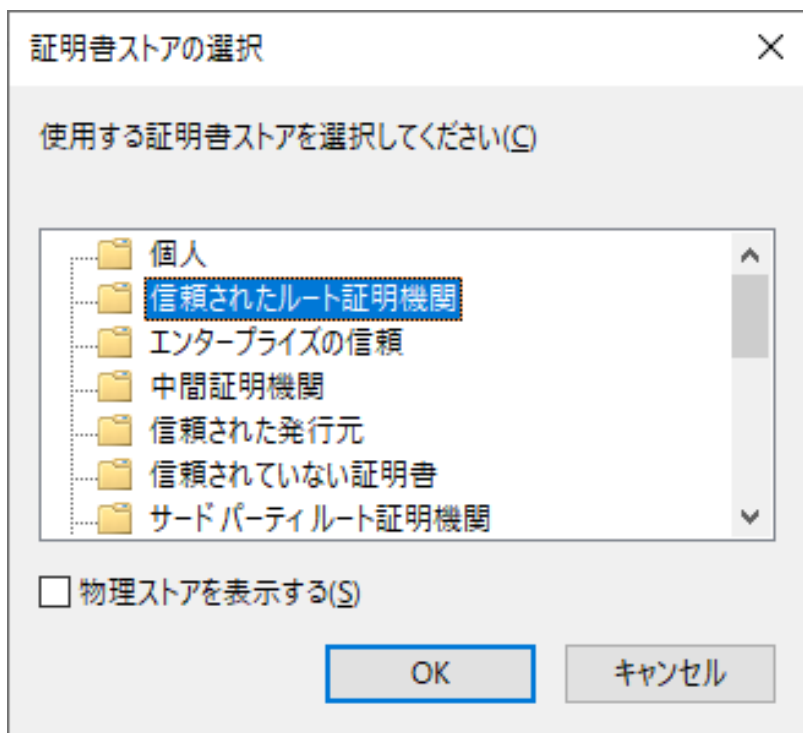 証明書ストアの選択
使用する証明書ストアを選択してください(C)
個人
信頼されたルート証明機関
エンタープライズの信頼
中間証明機関
信頼された発行元
信頼されていない証明書
サード パーティ ルート証明機関
物理ストアを表示する(S)
OK
キャンセル